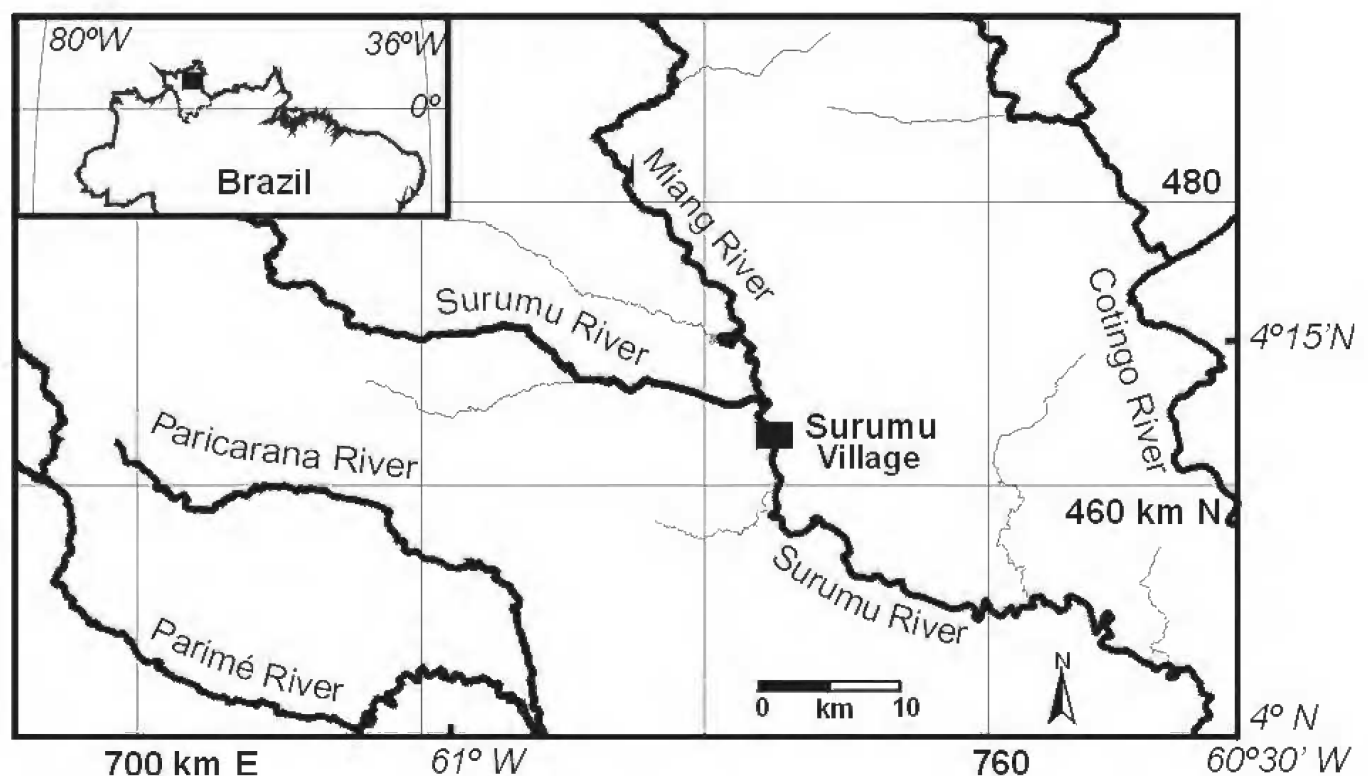 80ºW
36ºW
0º
Brazil
Miang River
480
Surumu River
Cotingo River
4º15'N
Paricarana River
Surumu
Village
460 km N
Surumu River
Parimé River
N
0 km 10
4º N
700 km E
61º W
760
60º30' W